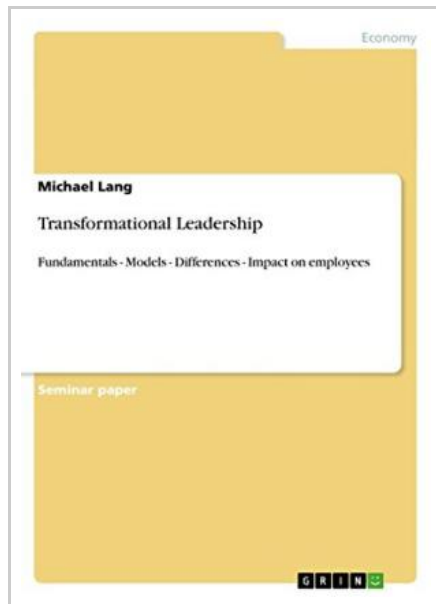 Economy
Michael Lang
Transformational Leadership
Fundamentals - Models - Differences - Impact on employees
Seminar paper
GRIN